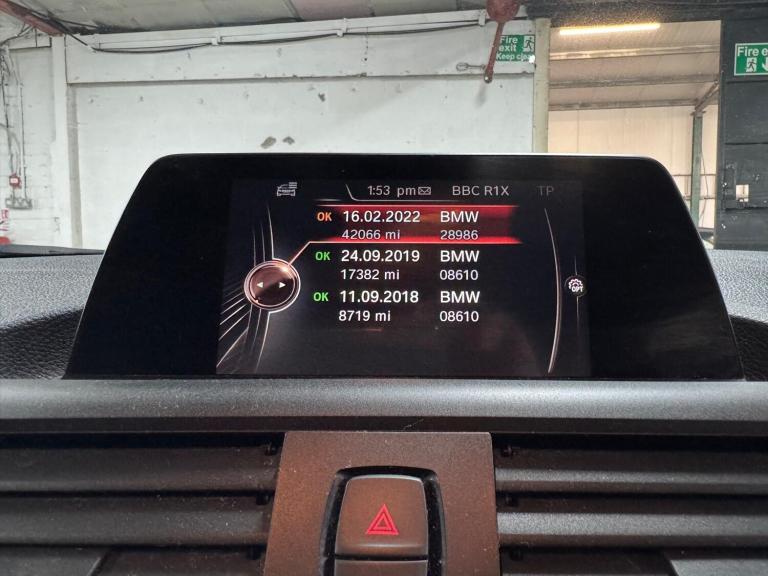 Fire
exit
Keep clear
Fire e
1:53 pm BBC R1X TP
OK 16.02.2022 BMW
42066 mi 28986
OK 24.09.2019 BMW
17382 mi 08610
OK 11.09.2018 BMW
8719 mi 08610
OPT